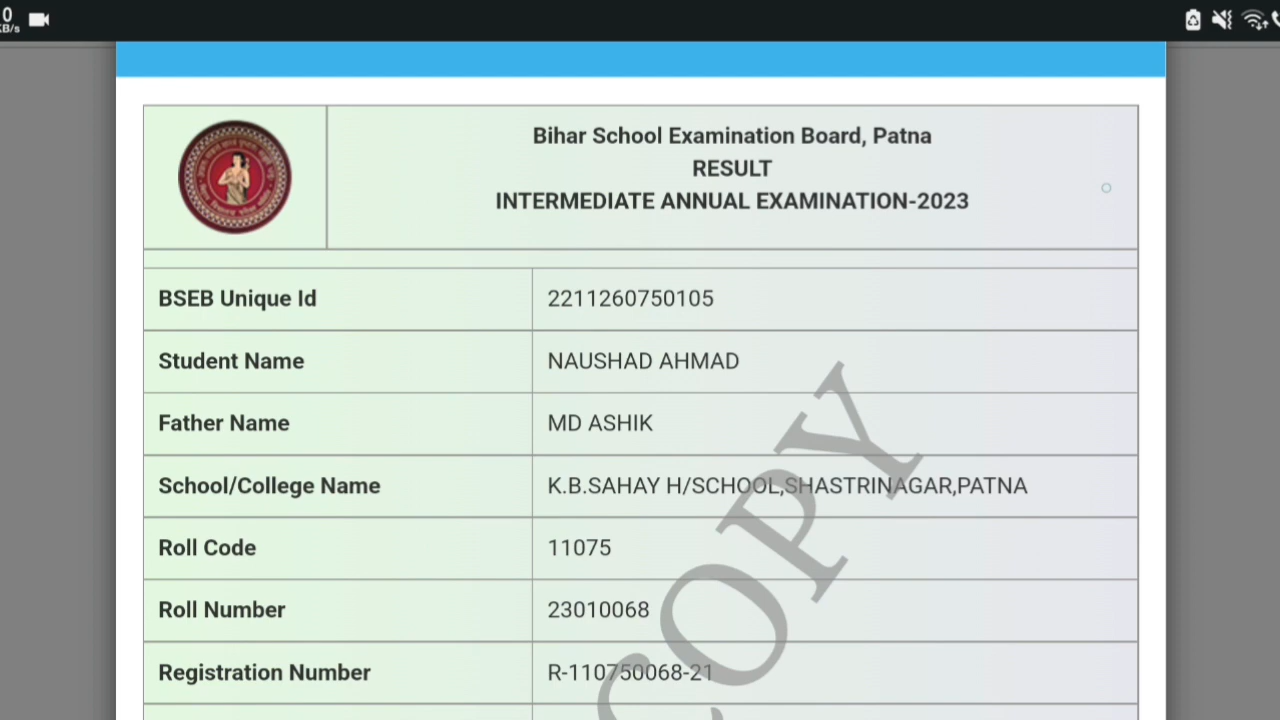 0
KB/s
Bihar School Examination Board, Patna
RESULT
INTERMEDIATE ANNUAL EXAMINATION-2023
BSEB Unique Id 2211260750105
Student Name NAUSHAD AHMAD
Father Name MD ASHIK
School/College Name K.B.SAHAY H/SCHOOL,SHASTRINAGAR,PATNA
Roll Code 11075
Roll Number 23010068
Registration Number R-110750068-21
COPY